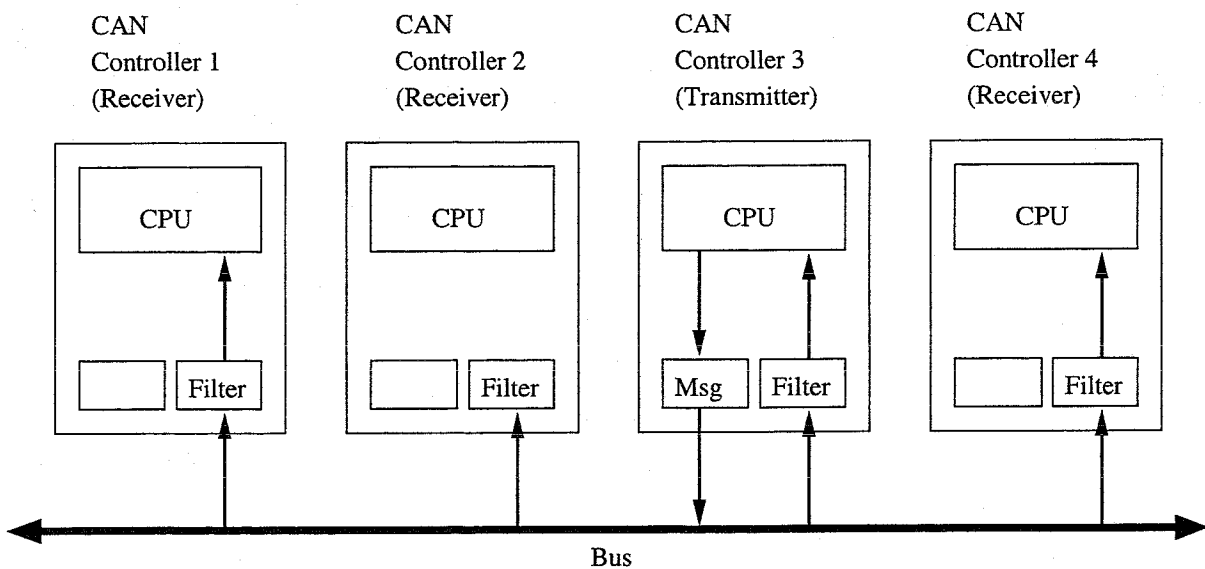 CAN
Controller 1
(Receiver)
CAN
Controller 2
(Receiver)
CAN
Controller 3
(Transmitter)
CAN
Controller 4
(Receiver)
CPU
CPU
CPU
CPU
Filter
Filter
Msg
Filter
Filter
Bus